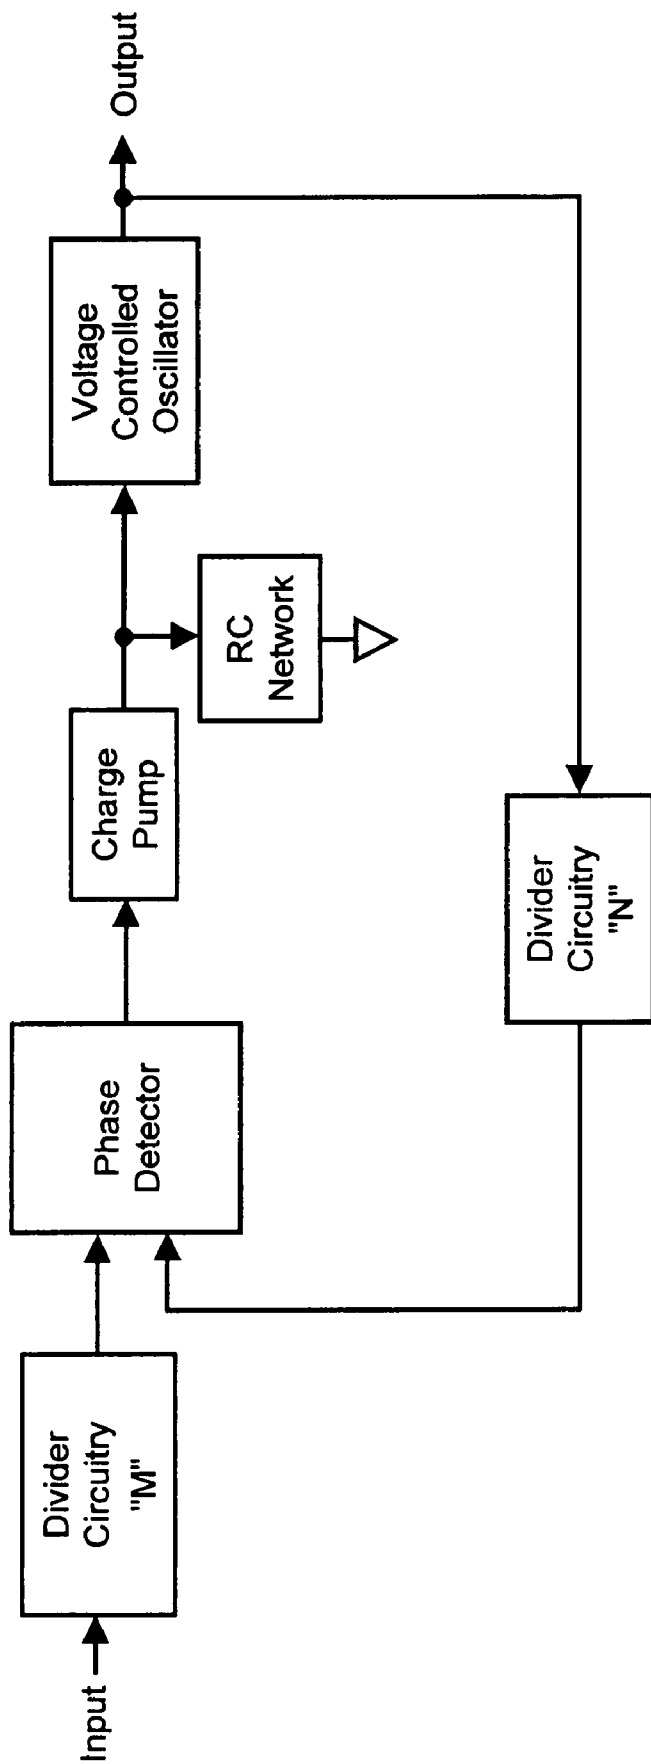 Input
Divider
Circuitry
"M"
Phase
Detector
Charge
Pump
RC
Network
Voltage
Controlled
Oscillator
Output
Divider
Circuitry
"N"